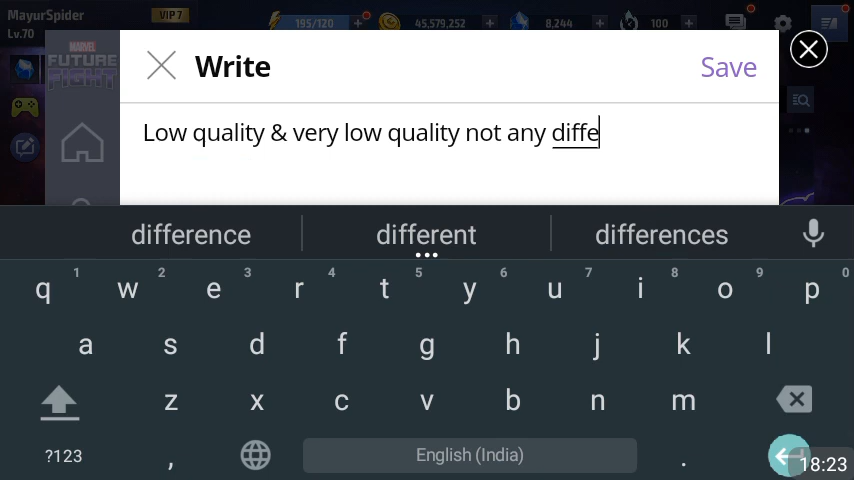 MayurSpider VIP 7 195/120 + 45,579,252 + 8,244 + 100 +
Lv.70
MARVEL
FUTURE
FIGHT
Write Save
Low quality & very low quality not any diffe
difference different differences
q 1 w 2 e 3 r 4 t 5 y 6 u 7 i 8 o 9 p 0
a s d f g h j k l
z x c v b n m
?123 , English (India) .
18:23